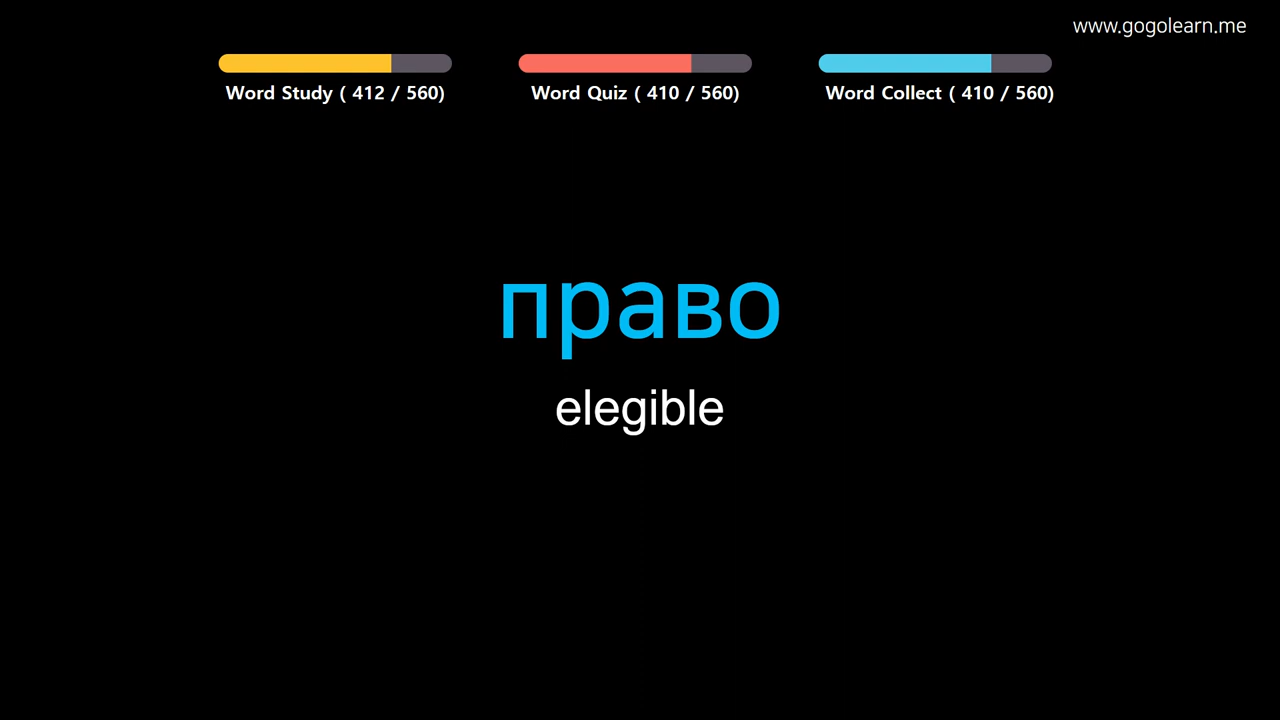 www.gogolearn.me
Word Study ( 412 / 560)
Word Quiz ( 410 / 560)
Word Collect ( 410 / 560)
право
elegible